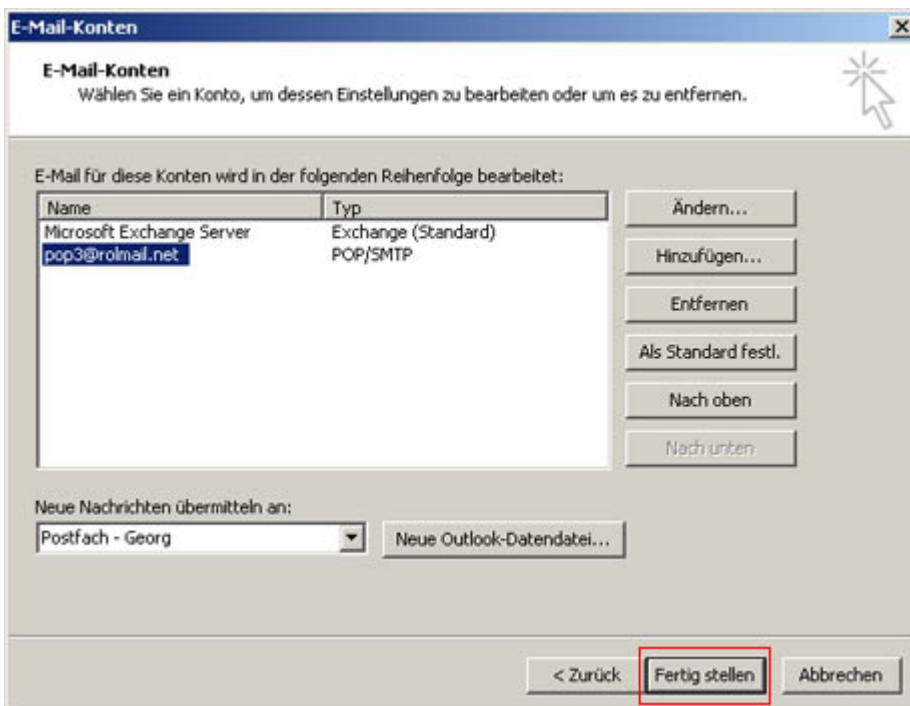 E-Mail-Konten
E-Mail-Konten
Wählen Sie ein Konto, um dessen Einstellungen zu bearbeiten oder um es zu entfernen.
E-Mail für diese Konten wird in der folgenden Reihenfolge bearbeitet:
Name Typ
Microsoft Exchange Server Exchange (Standard)
pop3@rolmail.net POP/SMTP
Ändern...
Hinzufügen...
Entfernen
Als Standard festl.
Nach oben
Nach unten
Neue Nachrichten übermitteln an:
Postfach - Georg Neue Outlook-Datendatei...
< Zurück Fertig stellen Abbrechen